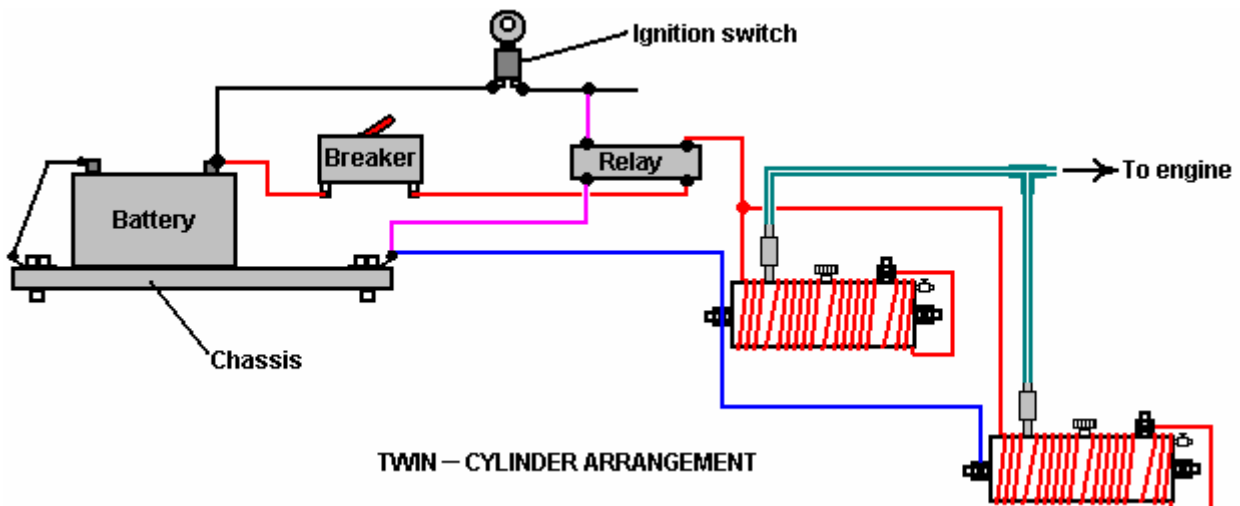 Ignition switch
Breaker
Relay
To engine
Battery
Chassis
TWIN – CYLINDER ARRANGEMENT